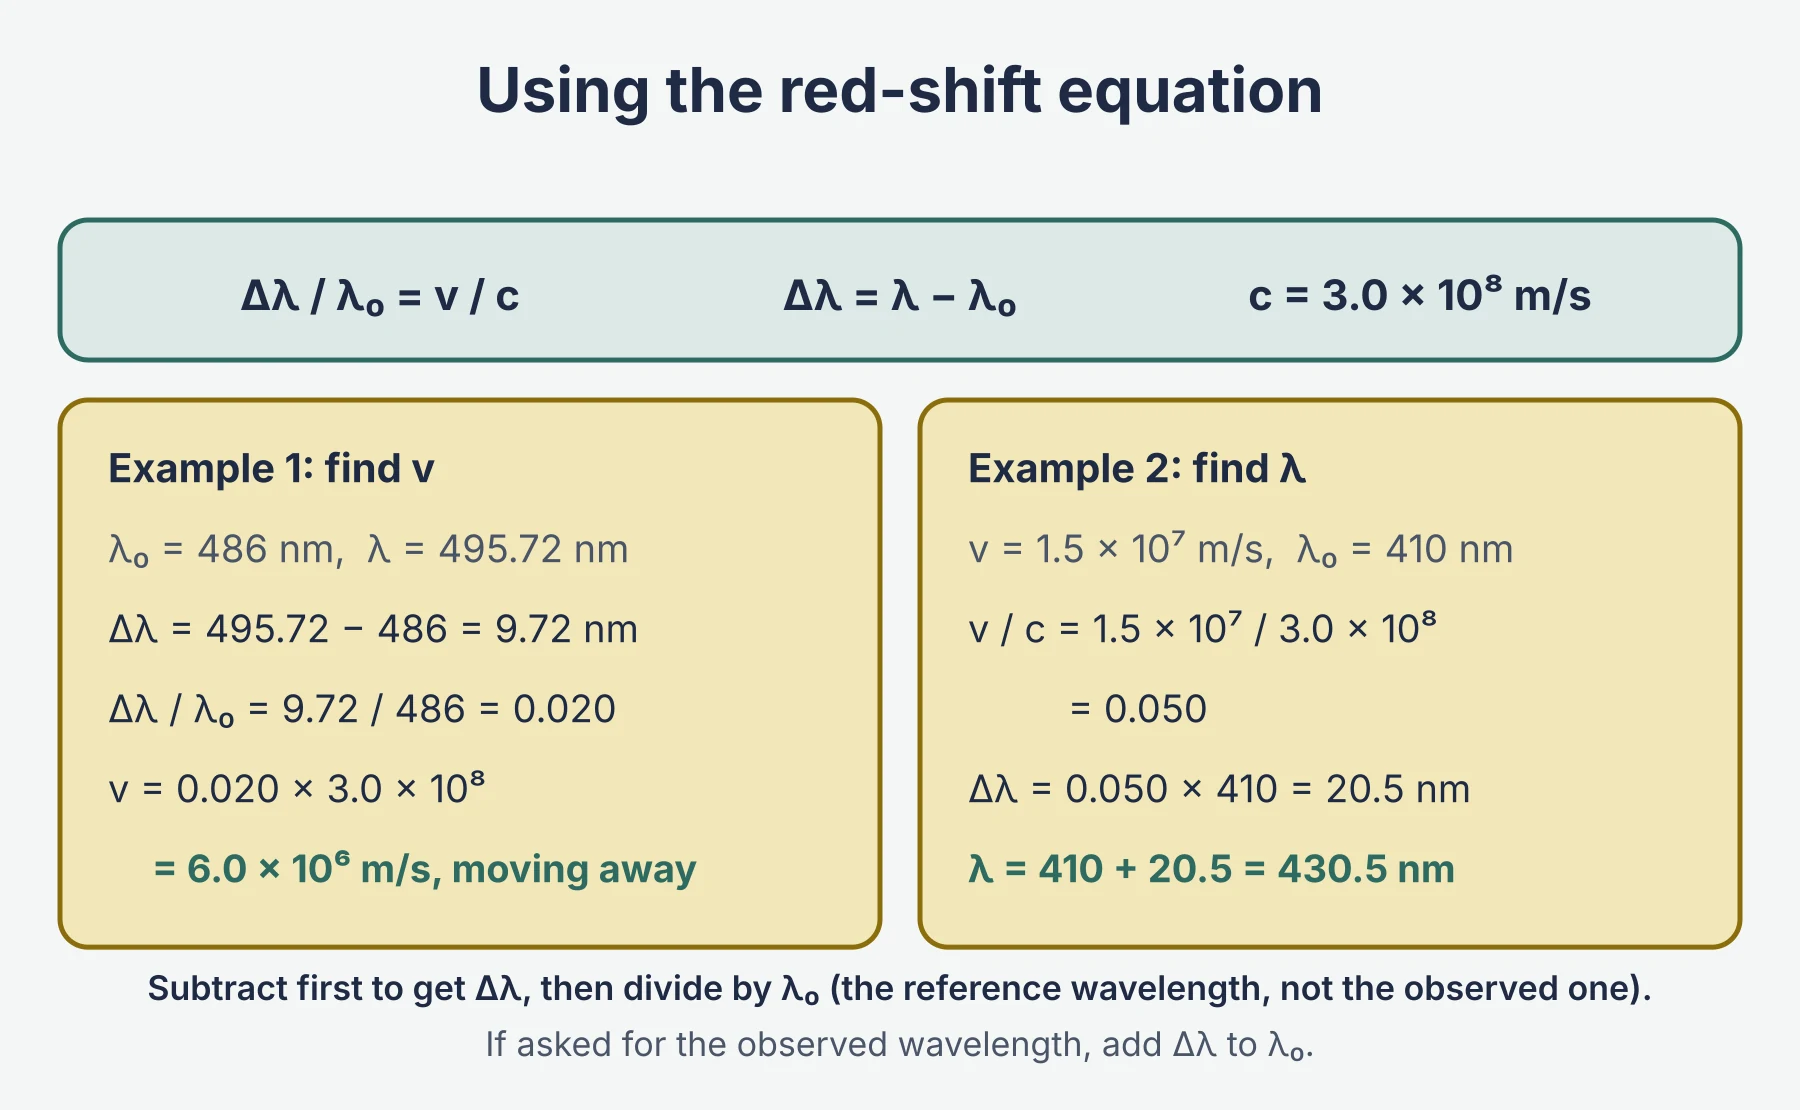 Using the red-shift equation
Δλ / λ₀ = v / c
Δλ = λ − λ₀
c = 3.0 × 10⁸ m/s
Example 1: find v
λ₀ = 486 nm, λ = 495.72 nm
Δλ = 495.72 − 486 = 9.72 nm
Δλ / λ₀ = 9.72 / 486 = 0.020
v = 0.020 × 3.0 × 10⁸
= 6.0 × 10⁶ m/s, moving away
Example 2: find λ
v = 1.5 × 10⁷ m/s, λ₀ = 410 nm
v / c = 1.5 × 10⁷ / 3.0 × 10⁸
= 0.050
Δλ = 0.050 × 410 = 20.5 nm
λ = 410 + 20.5 = 430.5 nm
Subtract first to get Δλ, then divide by λ₀ (the reference wavelength, not the observed one).
If asked for the observed wavelength, add Δλ to λ₀.